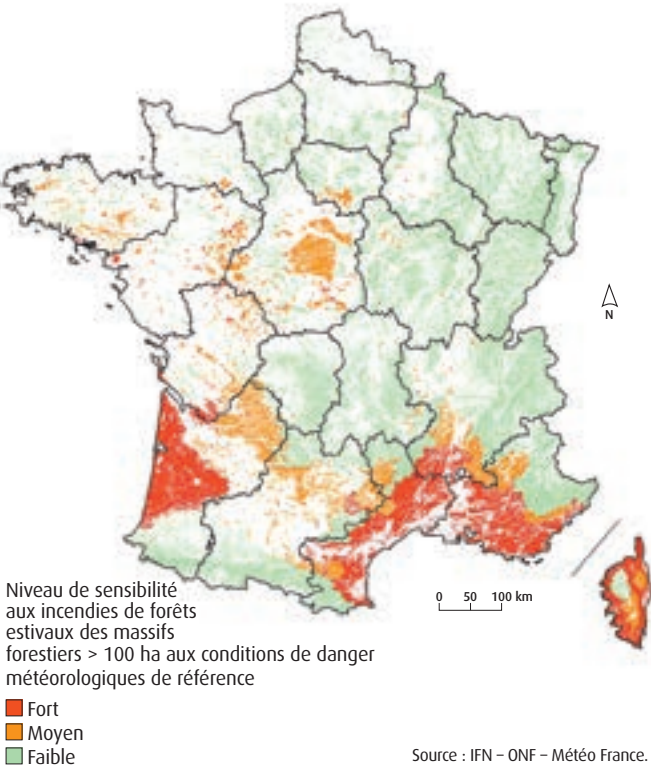 N
0 50 100 km
Niveau de sensibilité
aux incendies de forêts
estivaux des massifs
forestiers > 100 ha aux conditions de danger
météorologiques de référence
Fort
Moyen
Faible
Source : IFN – ONF – Météo France.